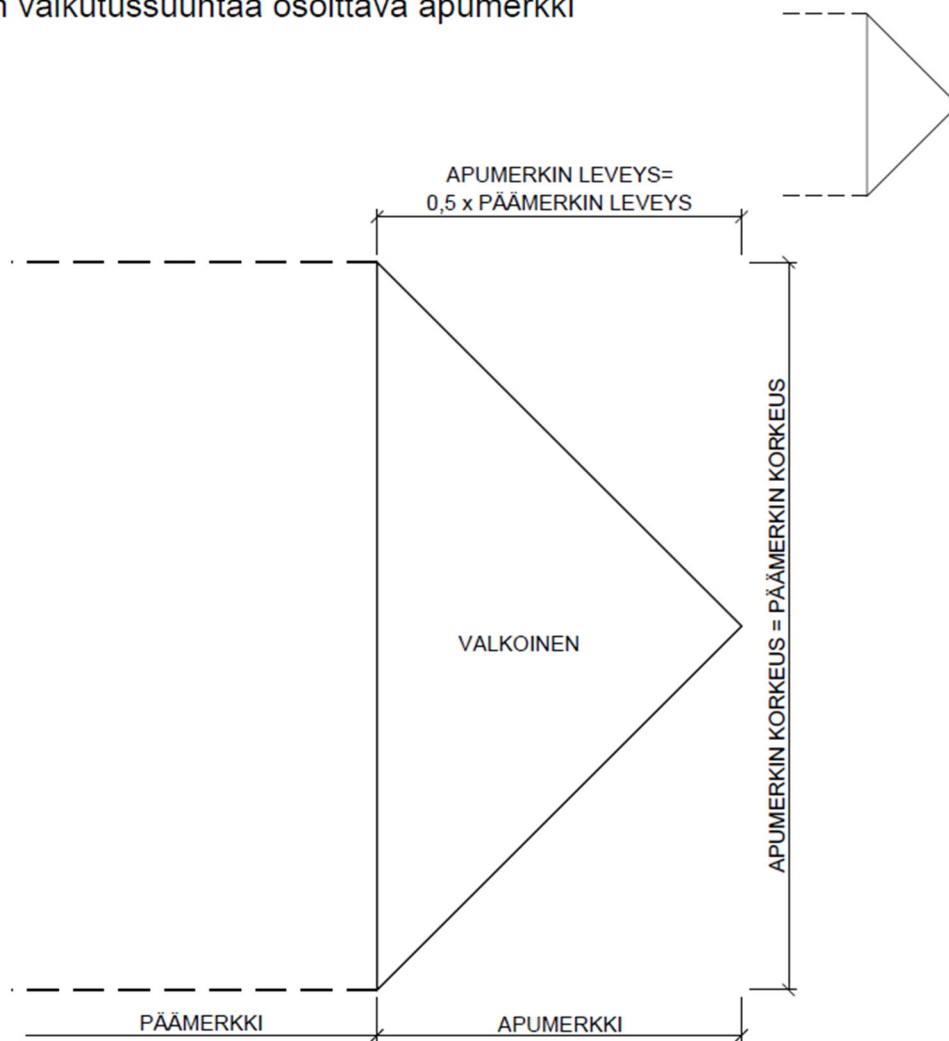 vaikutussuuntaa osoittava apumerkki
APUMERKIN LEVEYS=
0,5 x PÄÄMERKIN LEVEYS
APUMERKIN KORKEUS = PÄÄMERKIN KORKEUS
VALKOINEN
PÄÄMERKKI
APUMERKKI